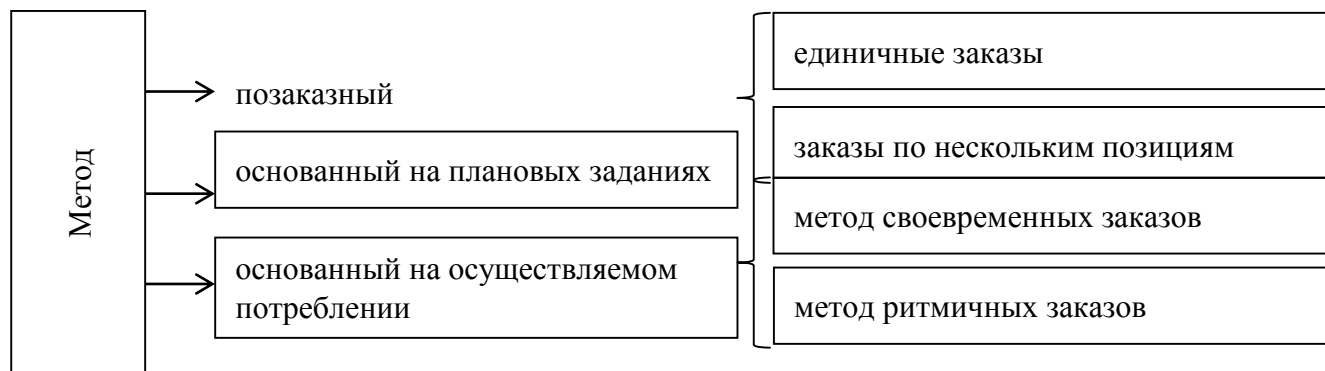 Метод
позаказный
основанный на плановых заданиях
основанный на осуществляемом
потреблении
единичные заказы
заказы по нескольким позициям
метод своевременных заказов
метод ритмичных заказов